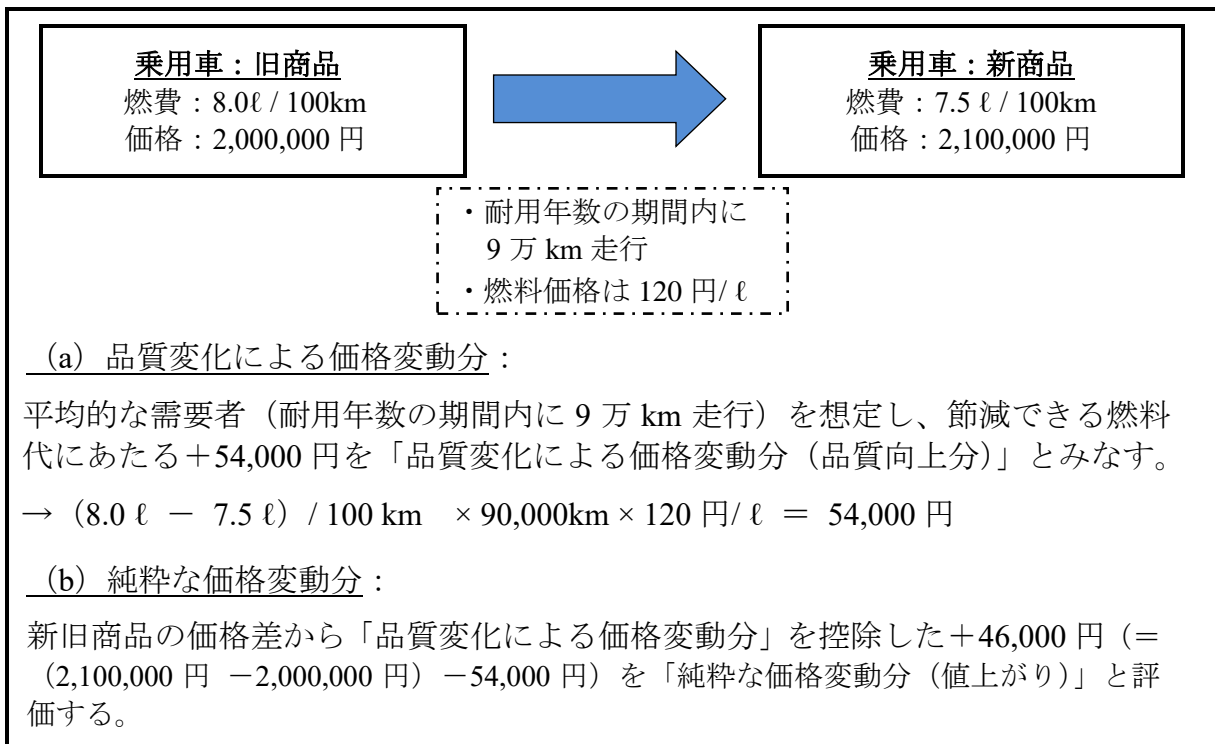 乗用車：旧商品
燃費：8.0ℓ / 100km
価格：2,000,000 円
乗用車：新商品
燃費：7.5 ℓ / 100km
価格：2,100,000 円
・耐用年数の期間内に
9 万 km 走行
・燃料価格は 120 円/ ℓ
（a）品質変化による価格変動分：
平均的な需要者（耐用年数の期間内に 9 万 km 走行）を想定し、節減できる燃料
代にあたる＋54,000 円を「品質変化による価格変動分（品質向上分）」とみなす。
→（8.0 ℓ － 7.5 ℓ）/ 100 km × 90,000km × 120 円/ ℓ ＝ 54,000 円
（b）純粋な価格変動分：
新旧商品の価格差から「品質変化による価格変動分」を控除した＋46,000 円（＝
（2,100,000 円 －2,000,000 円）－54,000 円）を「純粋な価格変動分（値上がり）」と評
価する。